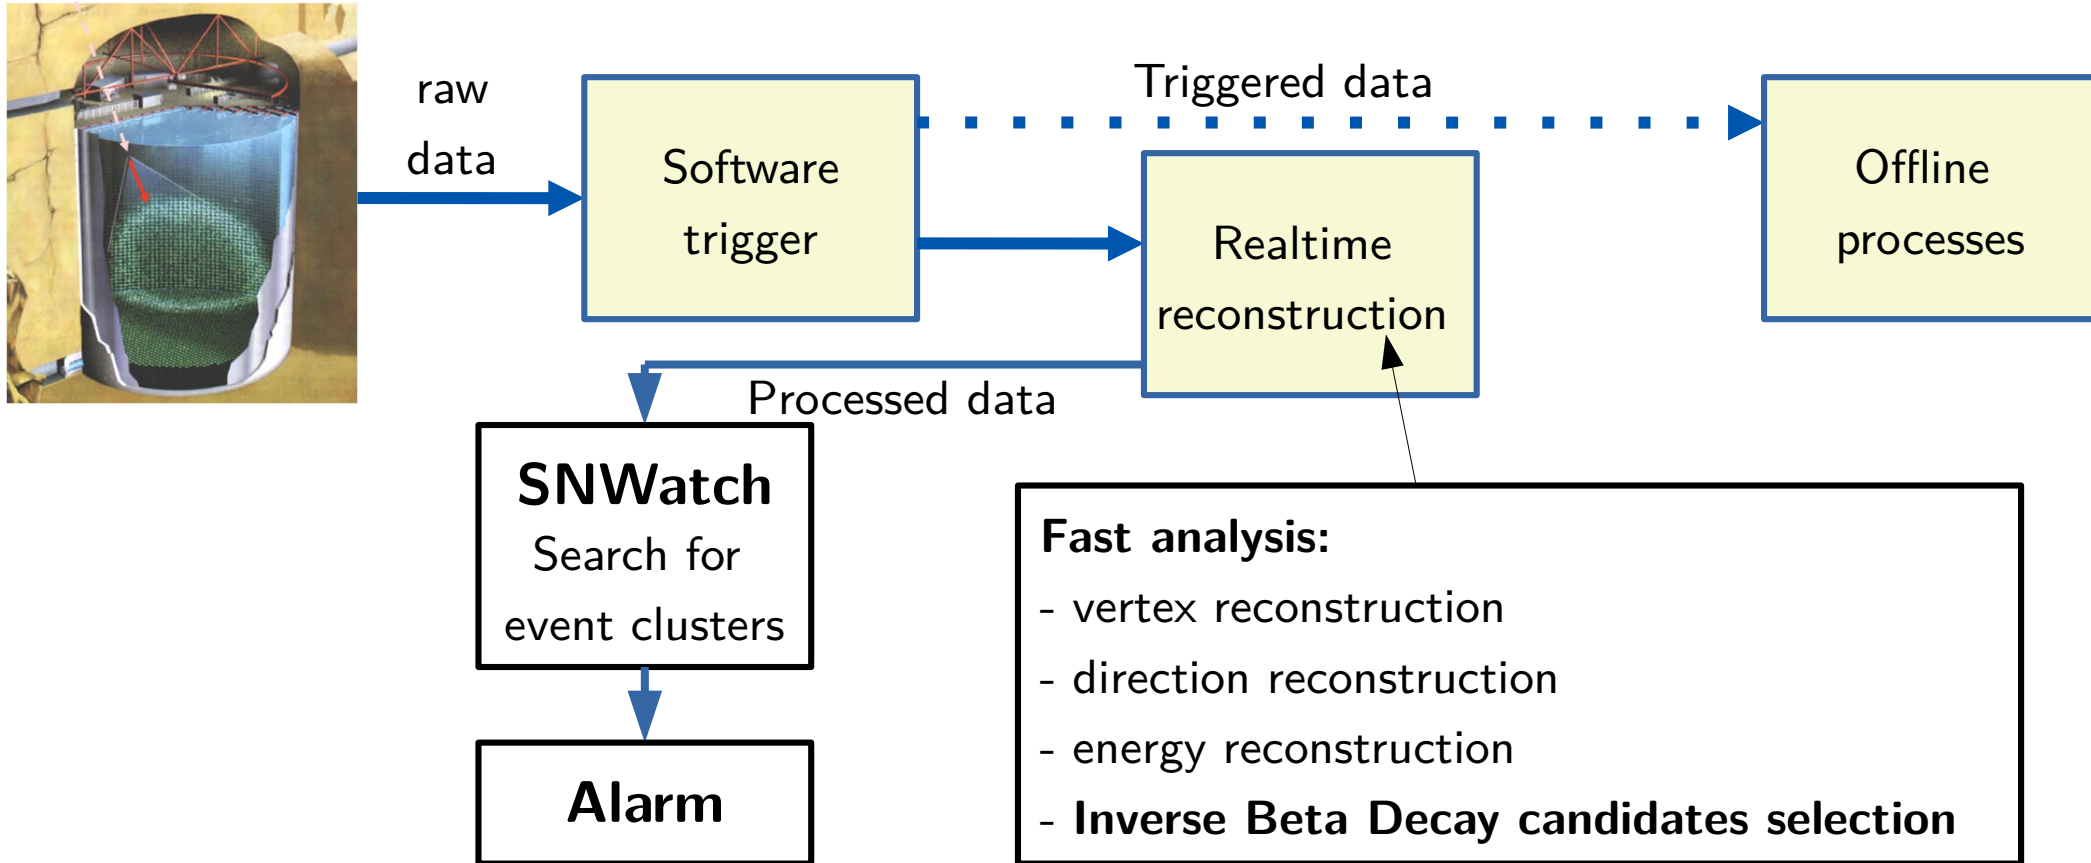 raw
data
Software
trigger
Triggered data
Realtime
reconstruction
Offline
processes
Processed data
SNWatch
Search for
event clusters
Alarm
Fast analysis:
- vertex reconstruction
- direction reconstruction
- energy reconstruction
- Inverse Beta Decay candidates selection